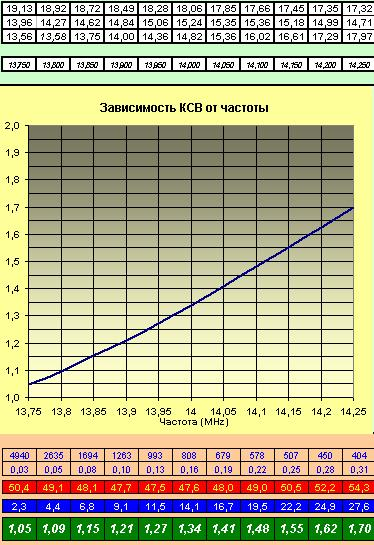 19,13 18,92 18,72 18,49 18,28 18,06 17,85 17,66 17,45 17,35 17,32
13,96 14,27 14,62 14,84 15,06 15,24 15,35 15,36 15,18 14,99 14,71
13,56 13,58 13,75 14,00 14,36 14,82 15,36 16,02 16,61 17,29 17,97
13,750 13,800 13,850 13,900 13,950 14,000 14,050 14,100 14,150 14,200 14,250
Зависимость КСВ от частоты
2,0
1,9
1,8
1,7
1,6
1,5
1,4
1,3
1,2
1,1
1,0
13,75 13,8 13,85 13,9 13,95 14 14,05 14,1 14,15 14,2 14,25
Частота (MHz)
4940 2635 1694 1263 993 808 679 578 507 450 404
0,03 0,05 0,08 0,10 0,13 0,16 0,19 0,22 0,25 0,28 0,31
50,4 49,1 48,1 47,7 47,5 47,6 48,0 49,0 50,5 52,2 54,3
2,3 4,4 6,8 9,1 11,5 14,1 16,7 19,5 22,2 24,9 27,6
1,05 1,09 1,15 1,21 1,27 1,34 1,41 1,48 1,55 1,62 1,70